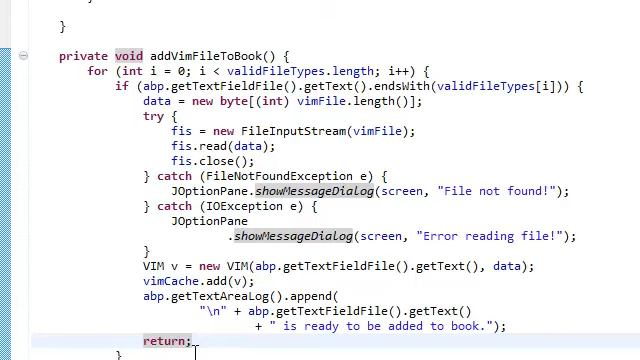 }
private void addVimFileToBook() {
for (int i = 0; i < validFileTypes.length; i++) {
if (abp.getTextFieldFile().getText().endsWith(validFileTypes[i])) {
data = new byte[(int) vimFile.length()];
try {
fis = new FileInputStream(vimFile);
fis.read(data);
fis.close();
} catch (FileNotFoundException e) {
JOptionPane.showMessageDialog(screen, "File not found!");
} catch (IOException e) {
JOptionPane
.showMessageDialog(screen, "Error reading file!");
}
VIM v = new VIM(abp.getTextFieldFile().getText(), data);
vimCache.add(v);
abp.getTextAreaLog().append(
"\n" + abp.getTextFieldFile().getText()
+ " is ready to be added to book.");
return;
}